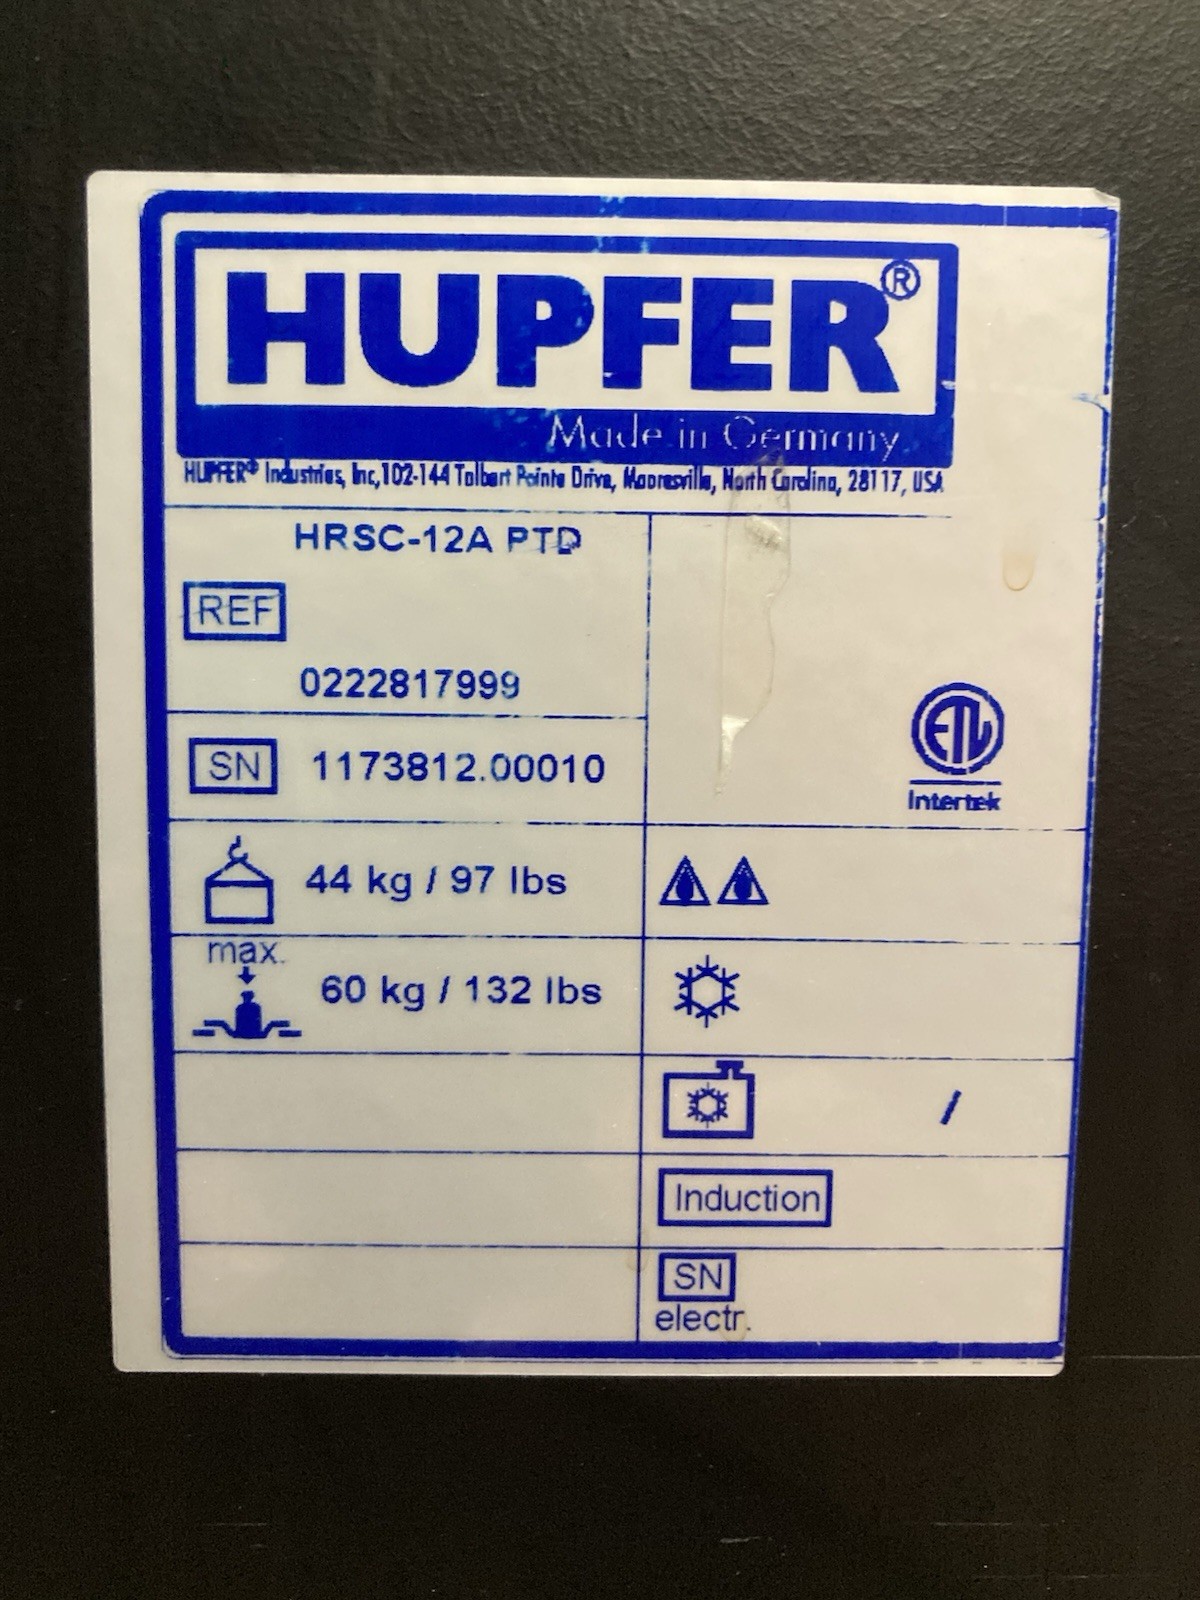 HUPFER®
Made in Germany
HUPFER® Industries, Inc,102-144 Talbert Pointe Drive, Mooresville, North Carolina, 28117, USA
HRSC-12A PTD
REF
0222817999
SN 1173812.00010
ETL
Intertek
44 kg / 97 lbs
max.
60 kg / 132 lbs
/
Induction
SN
electr.